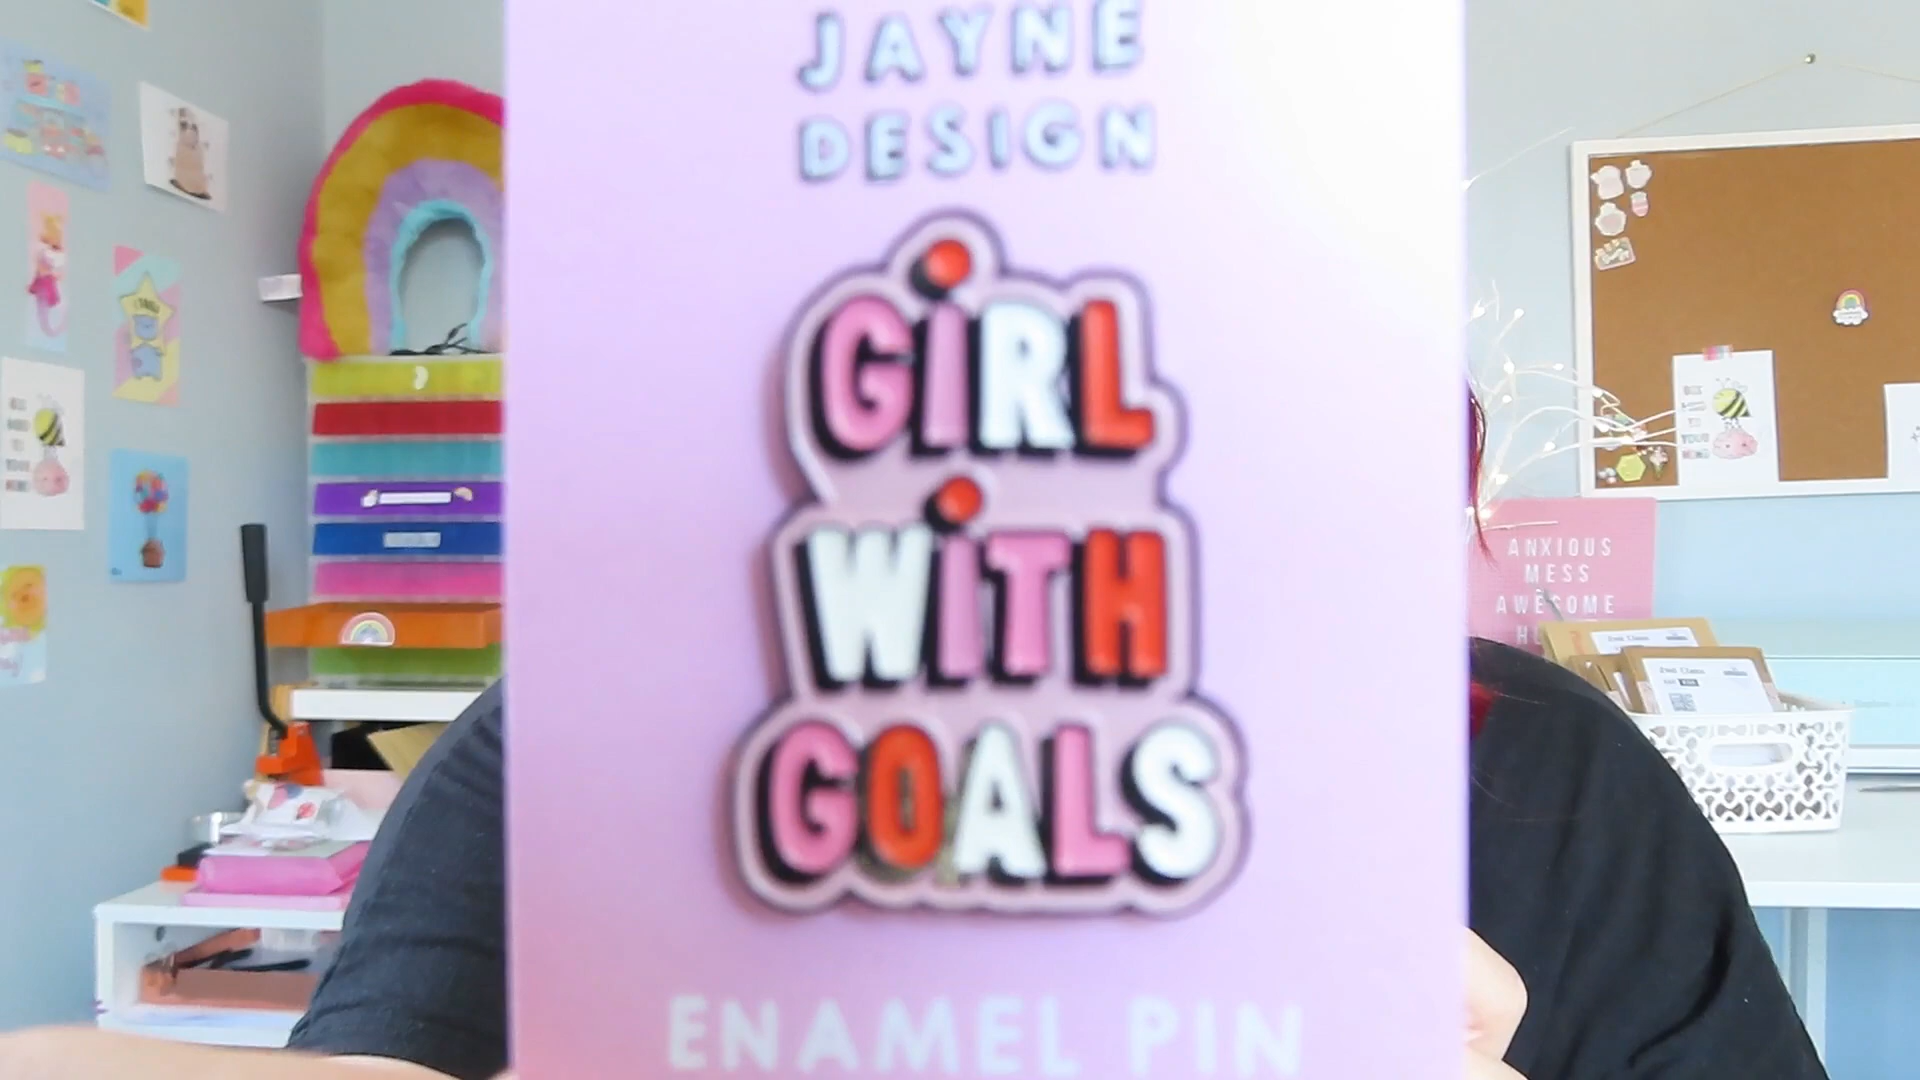 JAYNE
DESIGN
GiRL
WiTH
GOALS
ENAMEL PIN
ANXIOUS
MESS
AWESOME